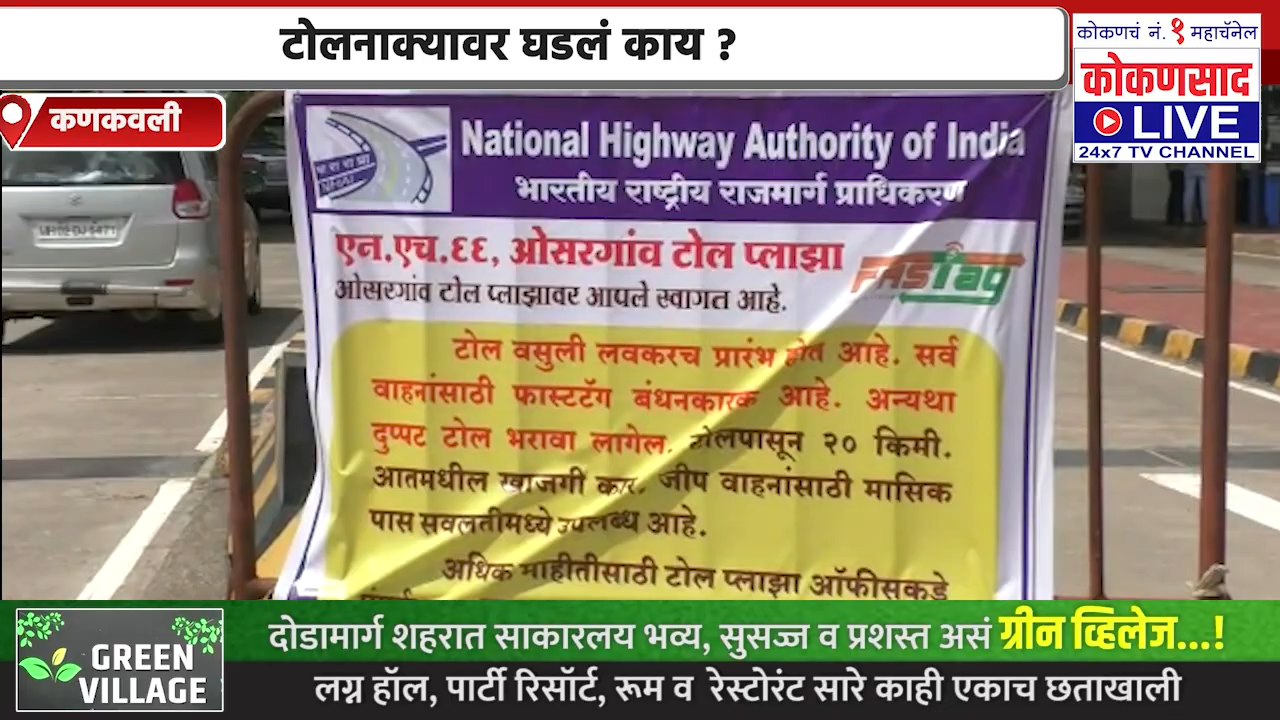 टोलनाक्यावर घडलं काय ?
कोकणचं नं. १ महाचॅनेल
कोकणसाद
LIVE
24x7 TV CHANNEL
कणकवली
National Highway Authority of India
भारतीय राष्ट्रीय राजमार्ग प्राधिकरण
एन.एच.६६, ओसरगांव टोल प्लाझा
FASTag
ओसरगांव टोल प्लाझावर आपले स्वागत आहे.
टोल वसुली लवकरच प्रारंभ होत आहे. सर्व
वाहनांसाठी फास्टटॅग बंधनकारक आहे. अन्यथा
दुप्पट टोल भरावा लागेल. टोलपासून २० किमी.
आतमधील खाजगी कार, जीप वाहनांसाठी मासिक
पास सवलतीमध्ये उपलब्ध आहे.
अधिक माहीतीसाठी टोल प्लाझा ऑफीसकडे
GREEN
VILLAGE
दोडामार्ग शहरात साकारलय भव्य, सुसज्ज व प्रशस्त असं ग्रीन व्हिलेज...!
लग्न हॉल, पार्टी रिसॉर्ट, रूम व रेस्टोरंट सारे काही एकाच छताखाली